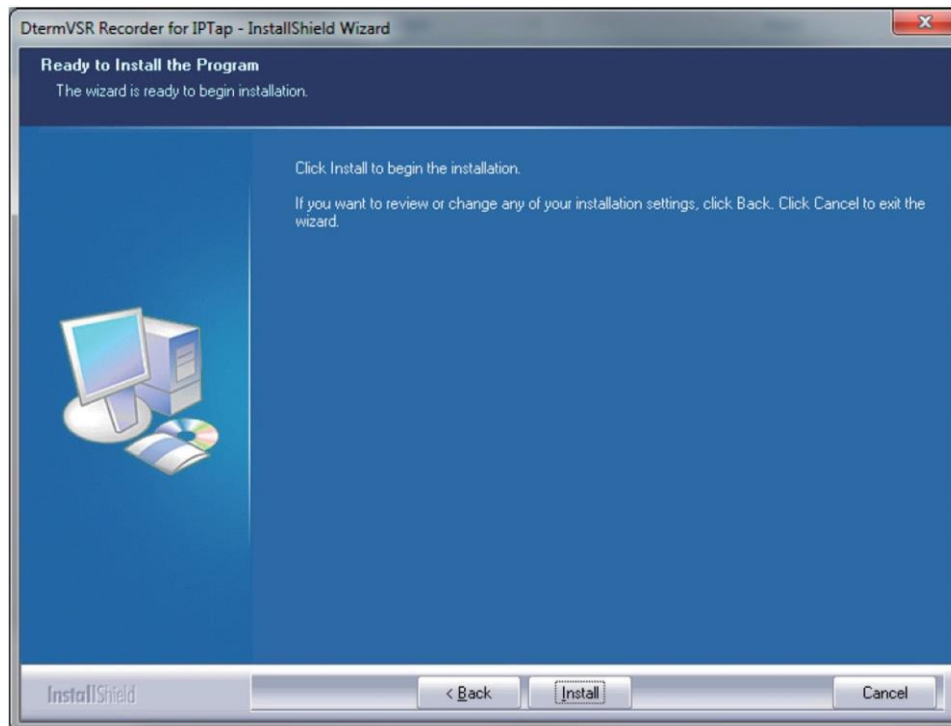 DtermVSR Recorder for IPTap - InstallShield Wizard
Ready to Install the Program
The wizard is ready to begin installation.
Click Install to begin the installation.
If you want to review or change any of your installation settings, click Back. Click Cancel to exit the
wizard.
InstallShield
< Back
Install
Cancel